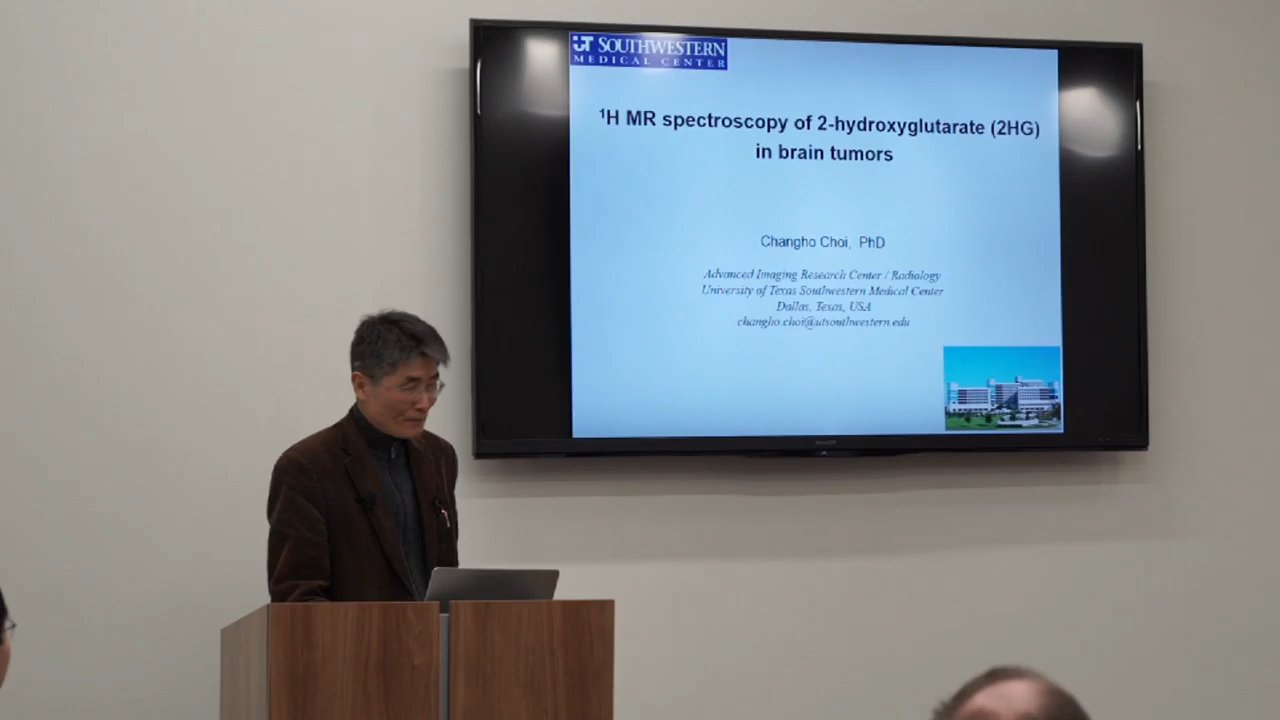 UT SOUTHWESTERN
MEDICAL CENTER
¹H MR spectroscopy of 2-hydroxyglutarate (2HG)
in brain tumors
Changho Choi, PhD
Advanced Imaging Research Center / Radiology
University of Texas Southwestern Medical Center
Dallas, Texas, USA
changho.choi@utsouthwestern.edu